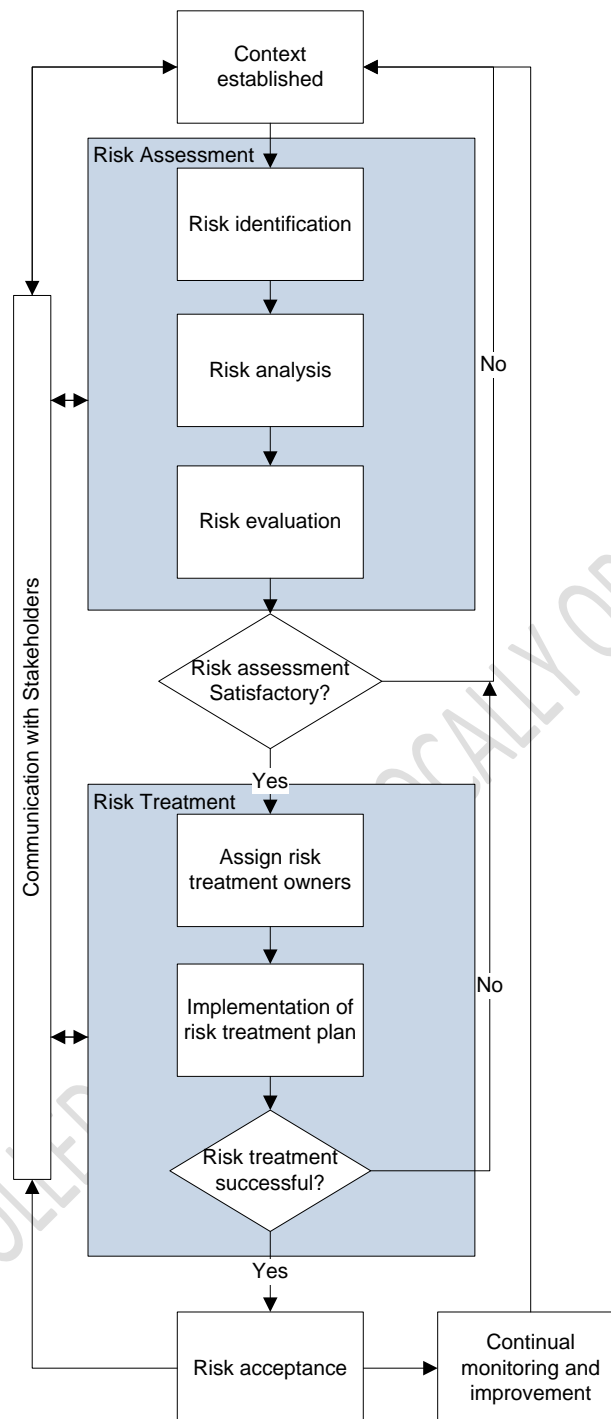 Context
established
Risk Assessment
Risk identification
Risk analysis
No
Risk evaluation
Communication with Stakeholders
Risk assessment
Satisfactory?
Yes
Risk Treatment
Assign risk
treatment owners
Implementation of
risk treatment plan
No
Risk treatment
successful?
Yes
Risk acceptance
Continual
monitoring and
improvement